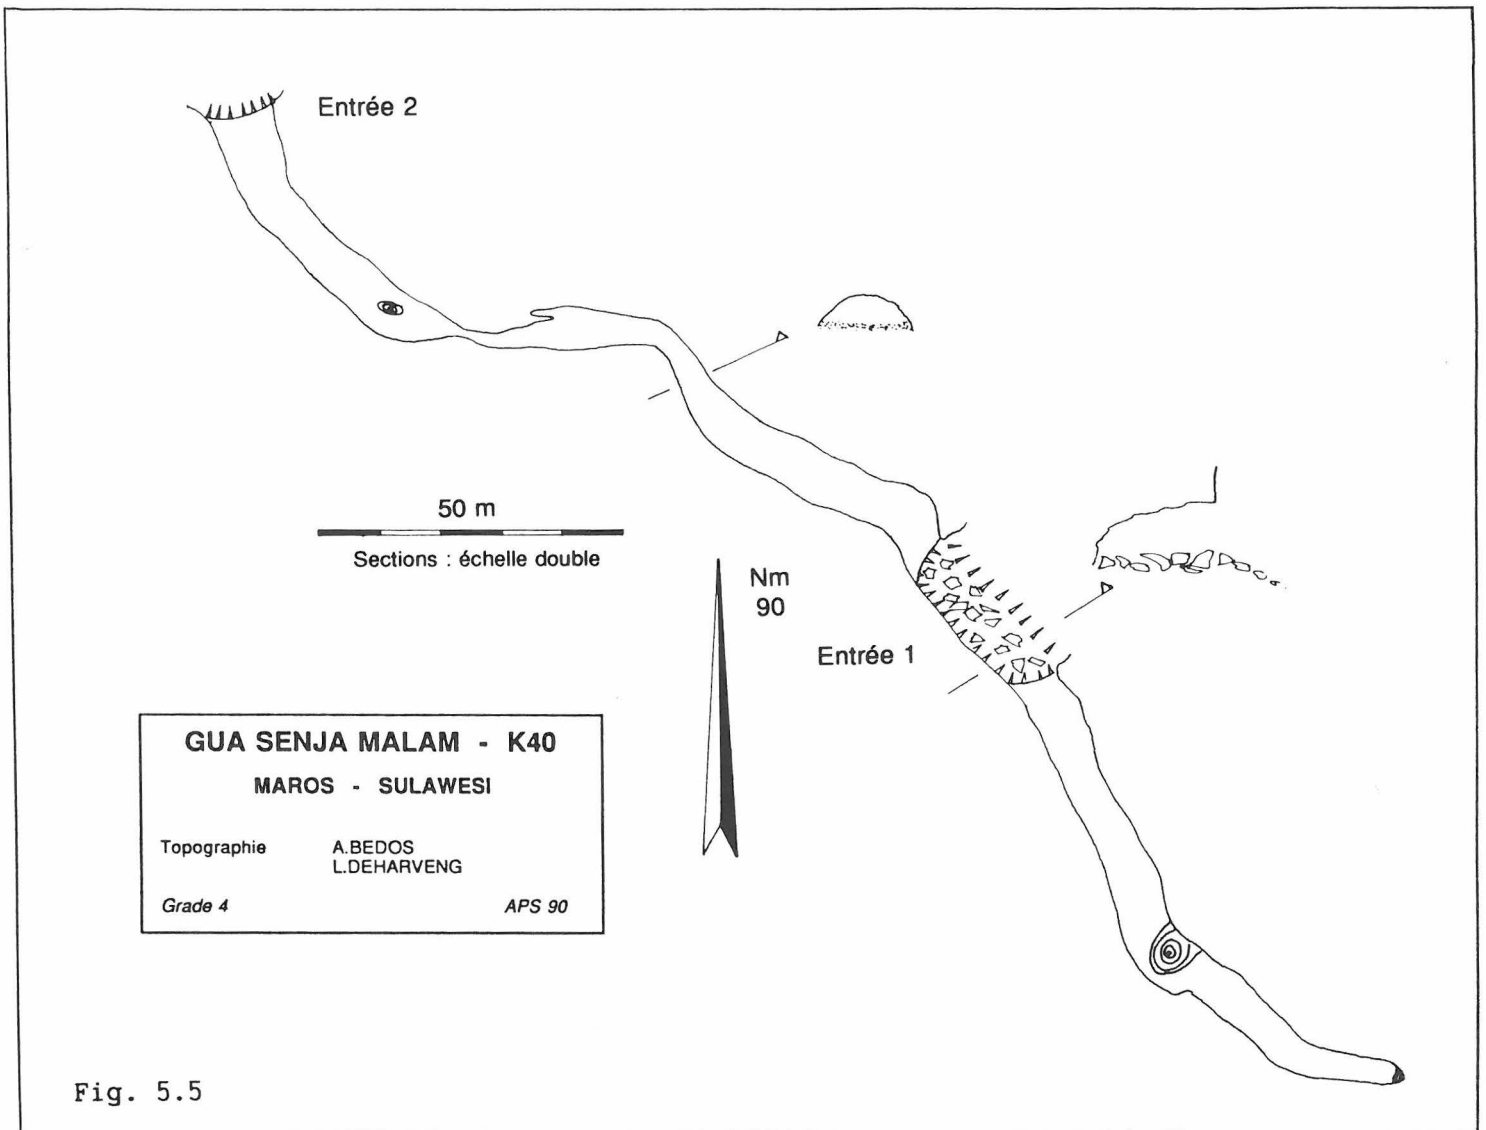 Entrée 2
50 m
Sections : échelle double
Nm
90
Entrée 1
GUA SENJA MALAM - K40
MAROS - SULAWESI
Topographie A.BEDOS
L.DEHARVENG
Grade 4 APS 90
Fig. 5.5